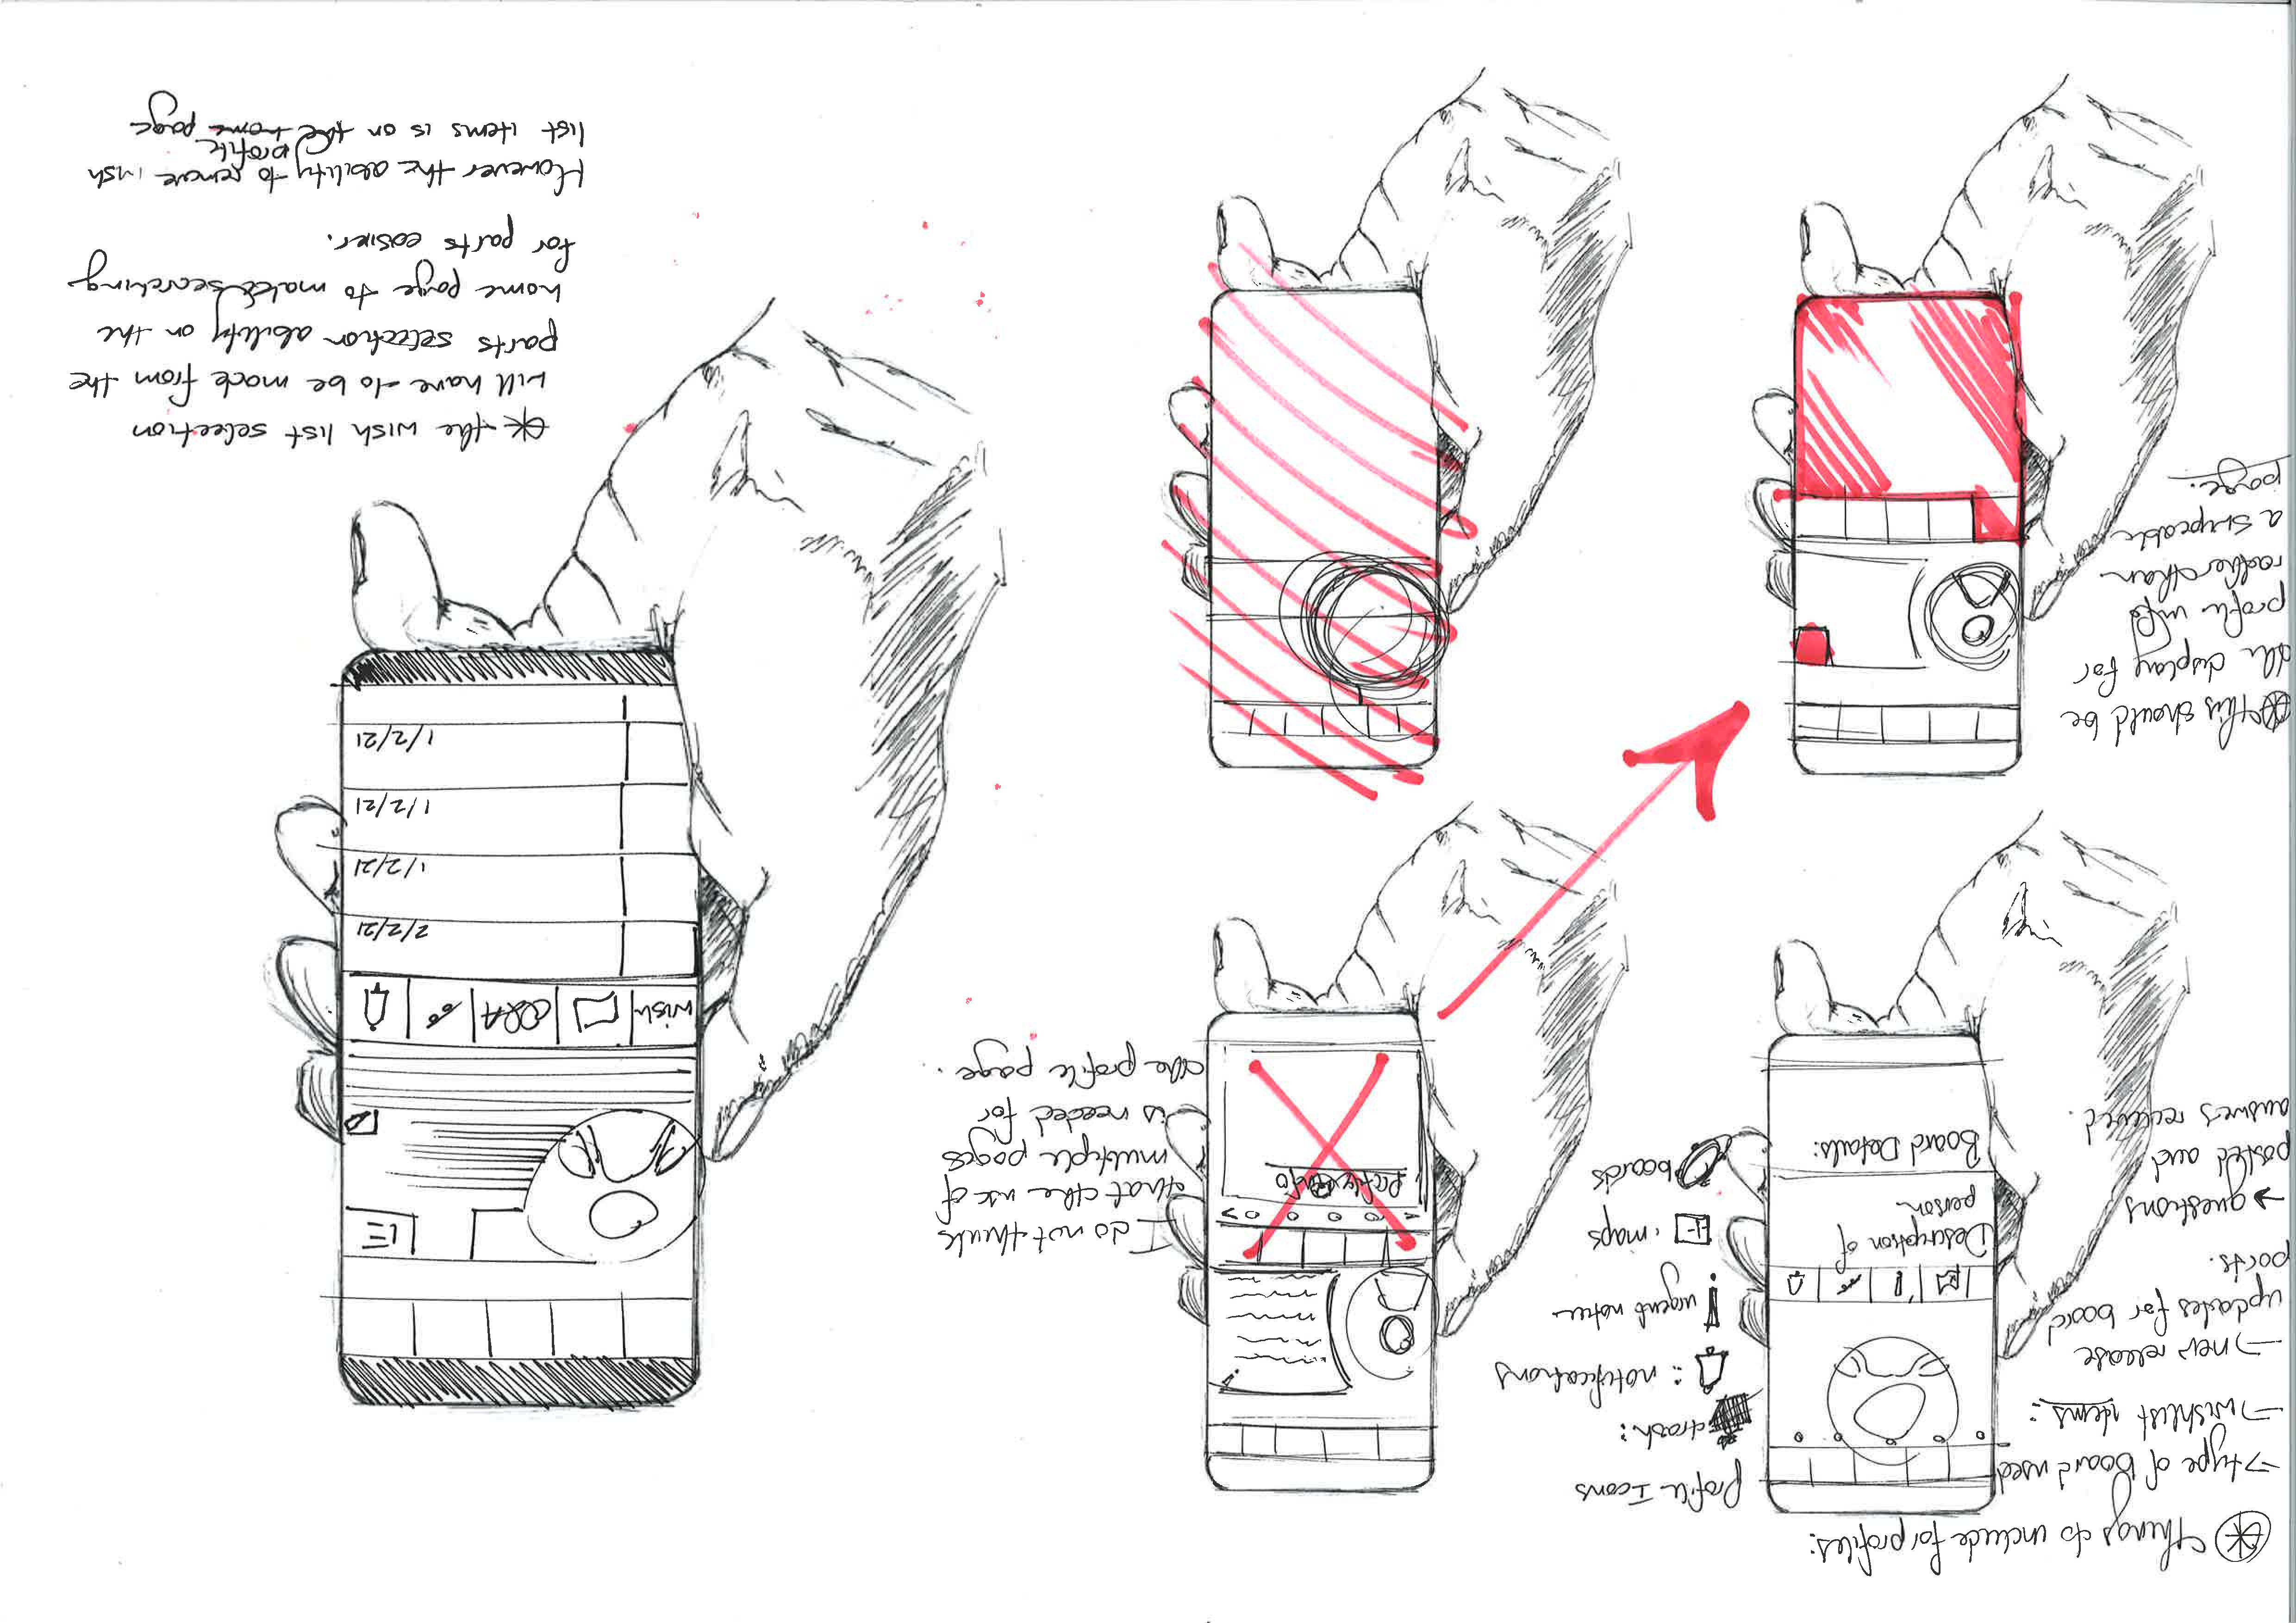 Things to include for profiles:
→ type of board used
→ wishlist items:
→ new release
updates for board
parts.
→ questions
posted and
answers recieved.
Description of
person
Board Details:
Profile Icons
trash:
: notifications
urgent notice
: maps
boards
Profile Info
I do not think
that the use of
multiple pages
is needed for
the profile page.
This should be
the display for
profile info
rather than
a swipeable
page.
wish
Q&A
2/2/21
1/2/21
1/2/21
1/2/21
the wish list selection
will have to be made from the
parts selection ability on the
home page to make searching
for parts easier.
However the ability to remove wish
list items is on the home profile page